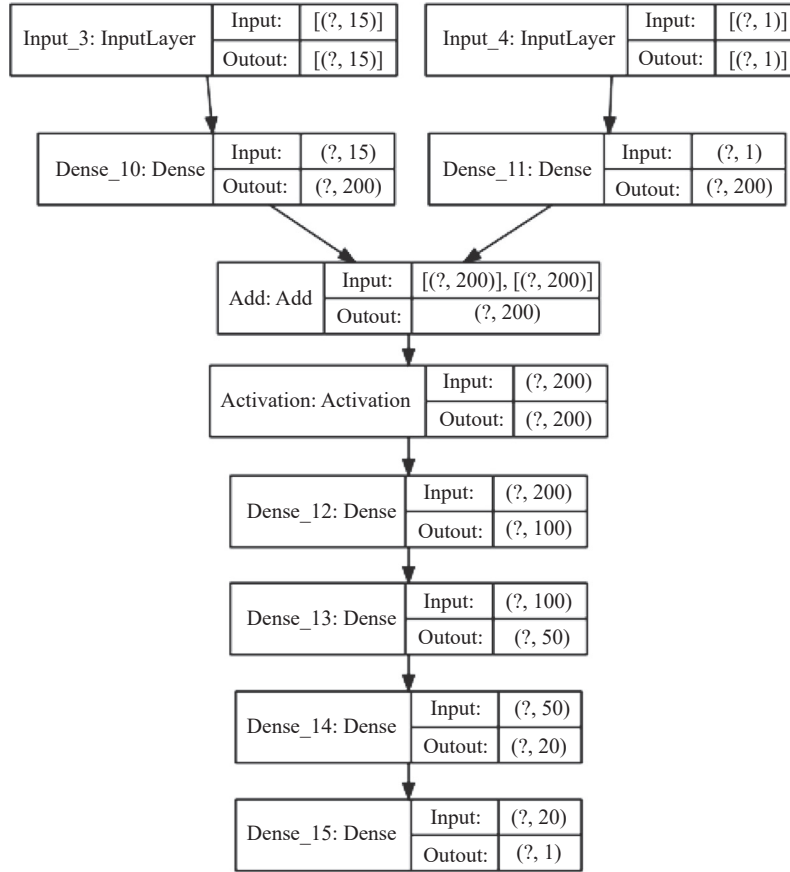 Input_3: InputLayer
Input: [(?, 15)]
Outout: [(?, 15)]
Input_4: InputLayer
Input: [(?, 1)]
Outout: [(?, 1)]
Dense_10: Dense
Input: (?, 15)
Outout: (?, 200)
Dense_11: Dense
Input: (?, 1)
Outout: (?, 200)
Add: Add
Input: [(?, 200)], [(?, 200)]
Outout: (?, 200)
Activation: Activation
Input: (?, 200)
Outout: (?, 200)
Dense_12: Dense
Input: (?, 200)
Outout: (?, 100)
Dense_13: Dense
Input: (?, 100)
Outout: (?, 50)
Dense_14: Dense
Input: (?, 50)
Outout: (?, 20)
Dense_15: Dense
Input: (?, 20)
Outout: (?, 1)